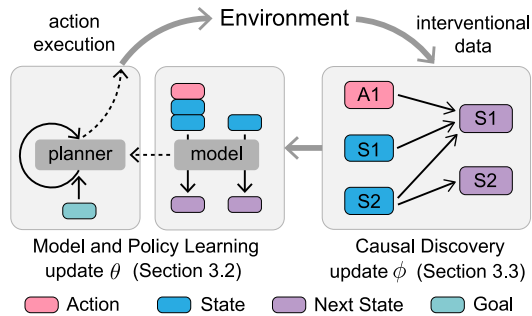 action
execution
Environment
interventional
data
planner
model
A1
S1
S2
S1
S2
Model and Policy Learning
update θ (Section 3.2)
Causal Discovery
update ϕ (Section 3.3)
Action
State
Next State
Goal